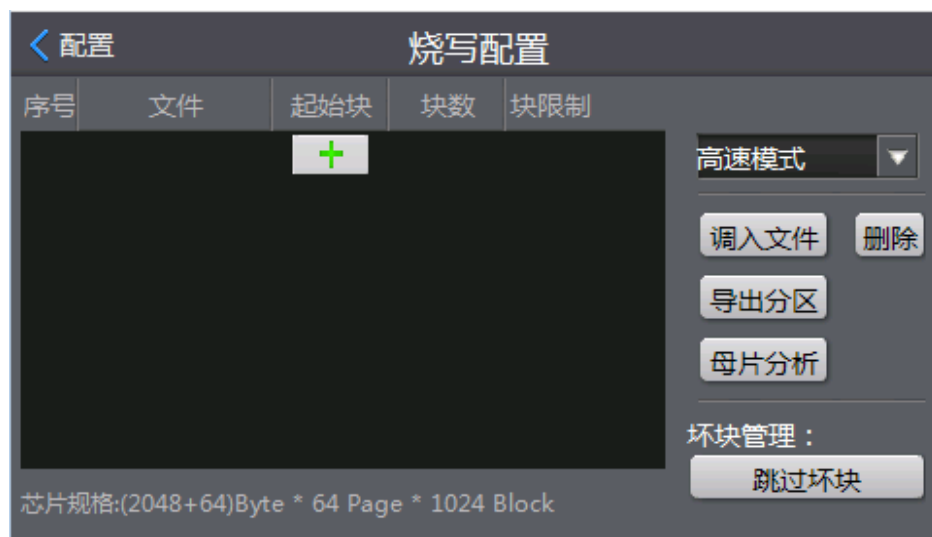 配置 烧写配置
序号 文件 起始块 块数 块限制
高速模式
调入文件 删除
导出分区
母片分析
坏块管理：
跳过坏块
芯片规格:(2048+64)Byte * 64 Page * 1024 Block